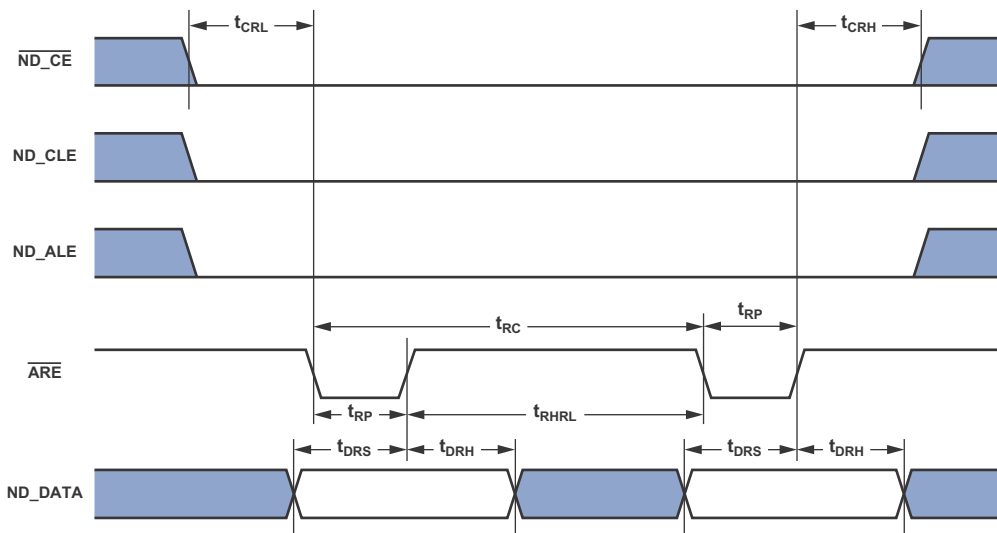 tCRL
tCRH
ND_CE
ND_CLE
ND_ALE
tRC
tRP
ARE
tRP
tRHRL
tDRS
tDRH
tDRS
tDRH
ND_DATA